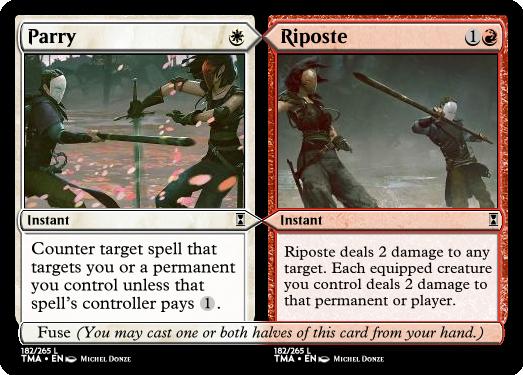 Parry
Riposte 1
Instant
Counter target spell that
targets you or a permanent
you control unless that
spell's controller pays 1.
Instant
Riposte deals 2 damage to any
target. Each equipped creature
you control deals 2 damage to
that permanent or player.
Fuse (You may cast one or both halves of this card from your hand.)
182/265 L
TMA • EN MICHEL DONZE
182/265 L
TMA • EN MICHEL DONZE